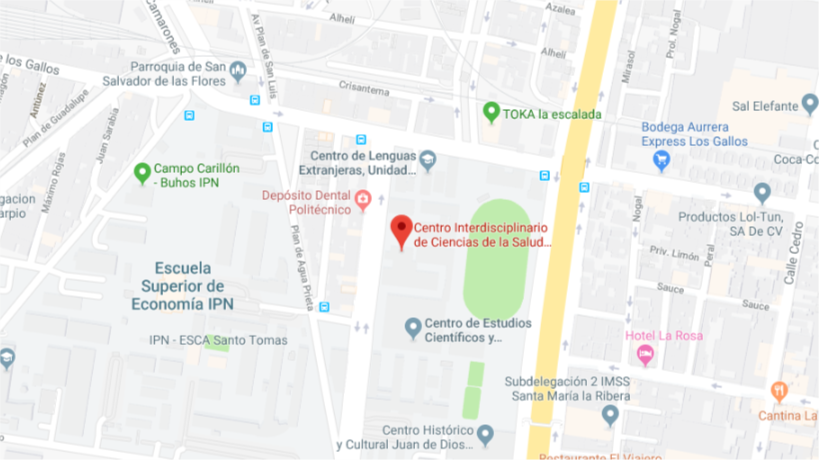 Camarones
Av Plan de San Luis
Alhelí
Azalea
Alhelí
Mirasol
Prol. Nogal
e los Gallos
Parroquia de San
Salvador de las Flores
Crisantema
Antúnez
Plan de Guadalupe
Juan Sarabia
Máximo Rojas
TOKA la escalada
Sal Elefante
Bodega Aurrera
Express Los Gallos
Coca-Co
Campo Carillón
- Buhos IPN
Centro de Lenguas
Extranjeras, Unidad...
Depósito Dental
Politécnico
gacion
arpio
Centro Interdisciplinario
de Ciencias de la Salud...
Nogal
Productos Lol-Tun,
SA De CV
Calle Cedro
Plan de Agua Prieta
Priv. Limón
Peral
Sauce
Sauce
Escuela
Superior de
Economía IPN
IPN - ESCA Santo Tomas
Centro de Estudios
Científicos y...
Hotel La Rosa
Subdelegación 2 IMSS
Santa María la Ribera
Cantina La
Centro Histórico
y Cultural Juan de Dios...
Restaurante El Viajero